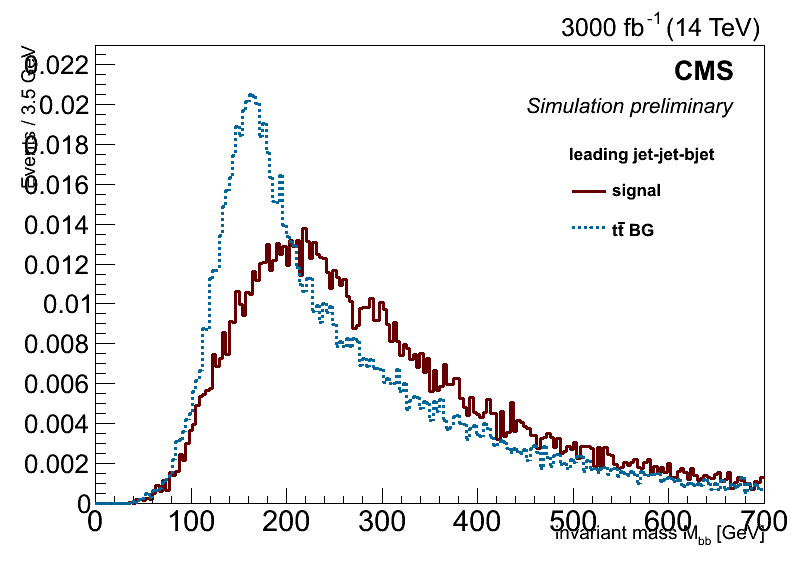 3000 fb-1 (14 TeV)
Events / 3.5 GeV
CMS
Simulation preliminary
leading jet-jet-bjet
signal
tt̄ BG
0.022
0.02
0.018
0.016
0.014
0.012
0.01
0.008
0.006
0.004
0.002
0
0 100 200 300 400 500 600 700
invariant mass Mbb [GeV]